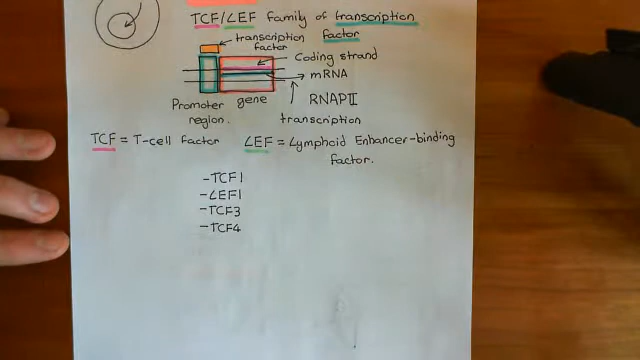 TCF/LEF family of transcription
factor
transcription
factor
Coding strand
mRNA
Promoter gene RNAPII
region. transcription
TCF = T-cell factor LEF = Lymphoid Enhancer-binding
factor.
-TCF1
-LEF1
-TCF3
-TCF4